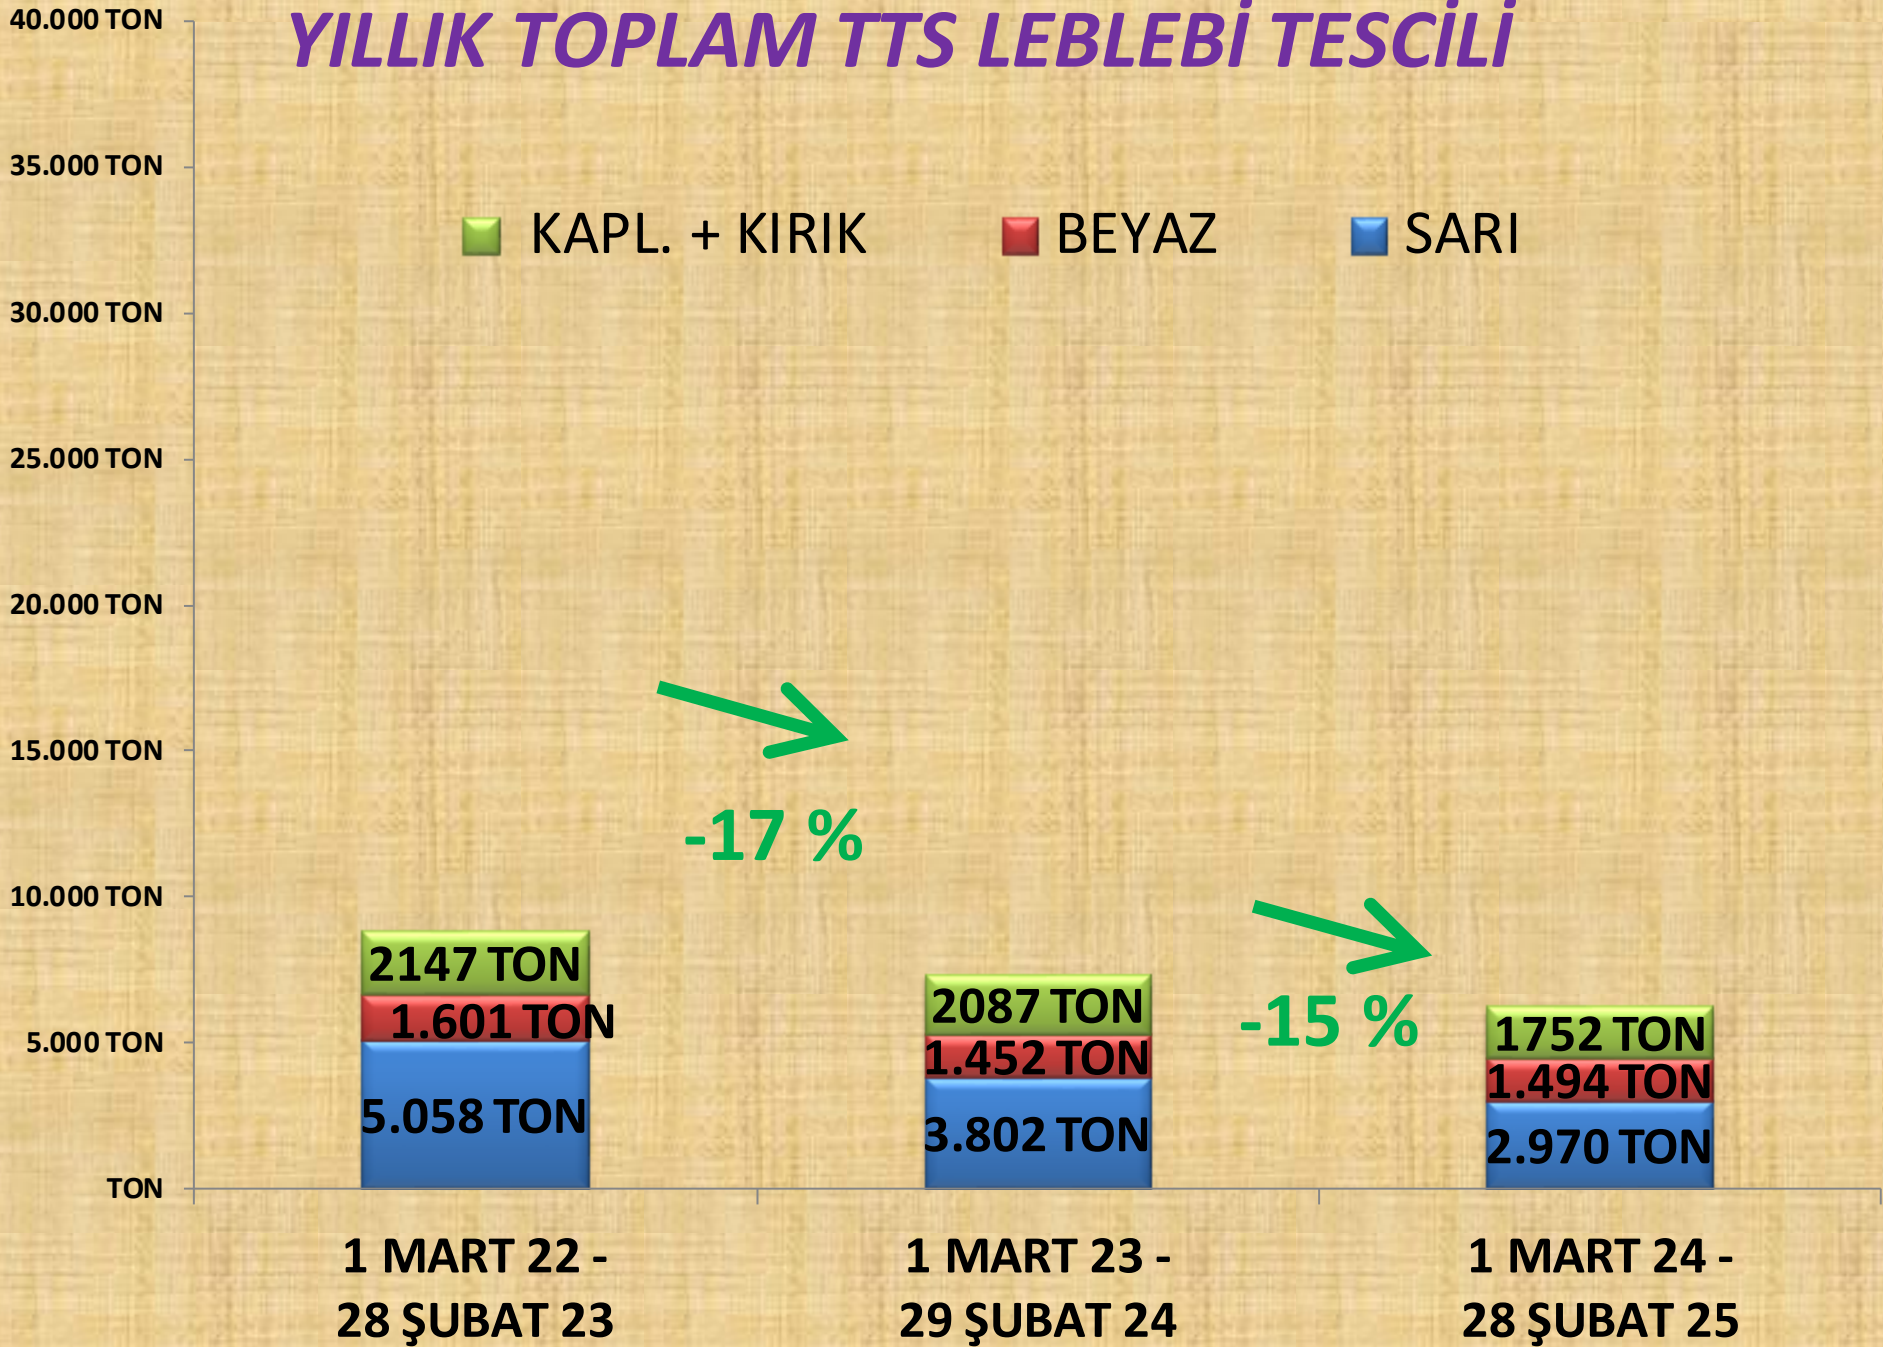 YILLIK TOPLAM TTS LEBLEBİ TESCİLİ
40.000 TON
35.000 TON
30.000 TON
25.000 TON
20.000 TON
15.000 TON
10.000 TON
5.000 TON
TON
KAPL. + KIRIK BEYAZ SARI
-17 %
-15 %
2147 TON
1.601 TON
5.058 TON
2087 TON
1.452 TON
3.802 TON
1752 TON
1.494 TON
2.970 TON
1 MART 22 -
28 ŞUBAT 23
1 MART 23 -
29 ŞUBAT 24
1 MART 24 -
28 ŞUBAT 25